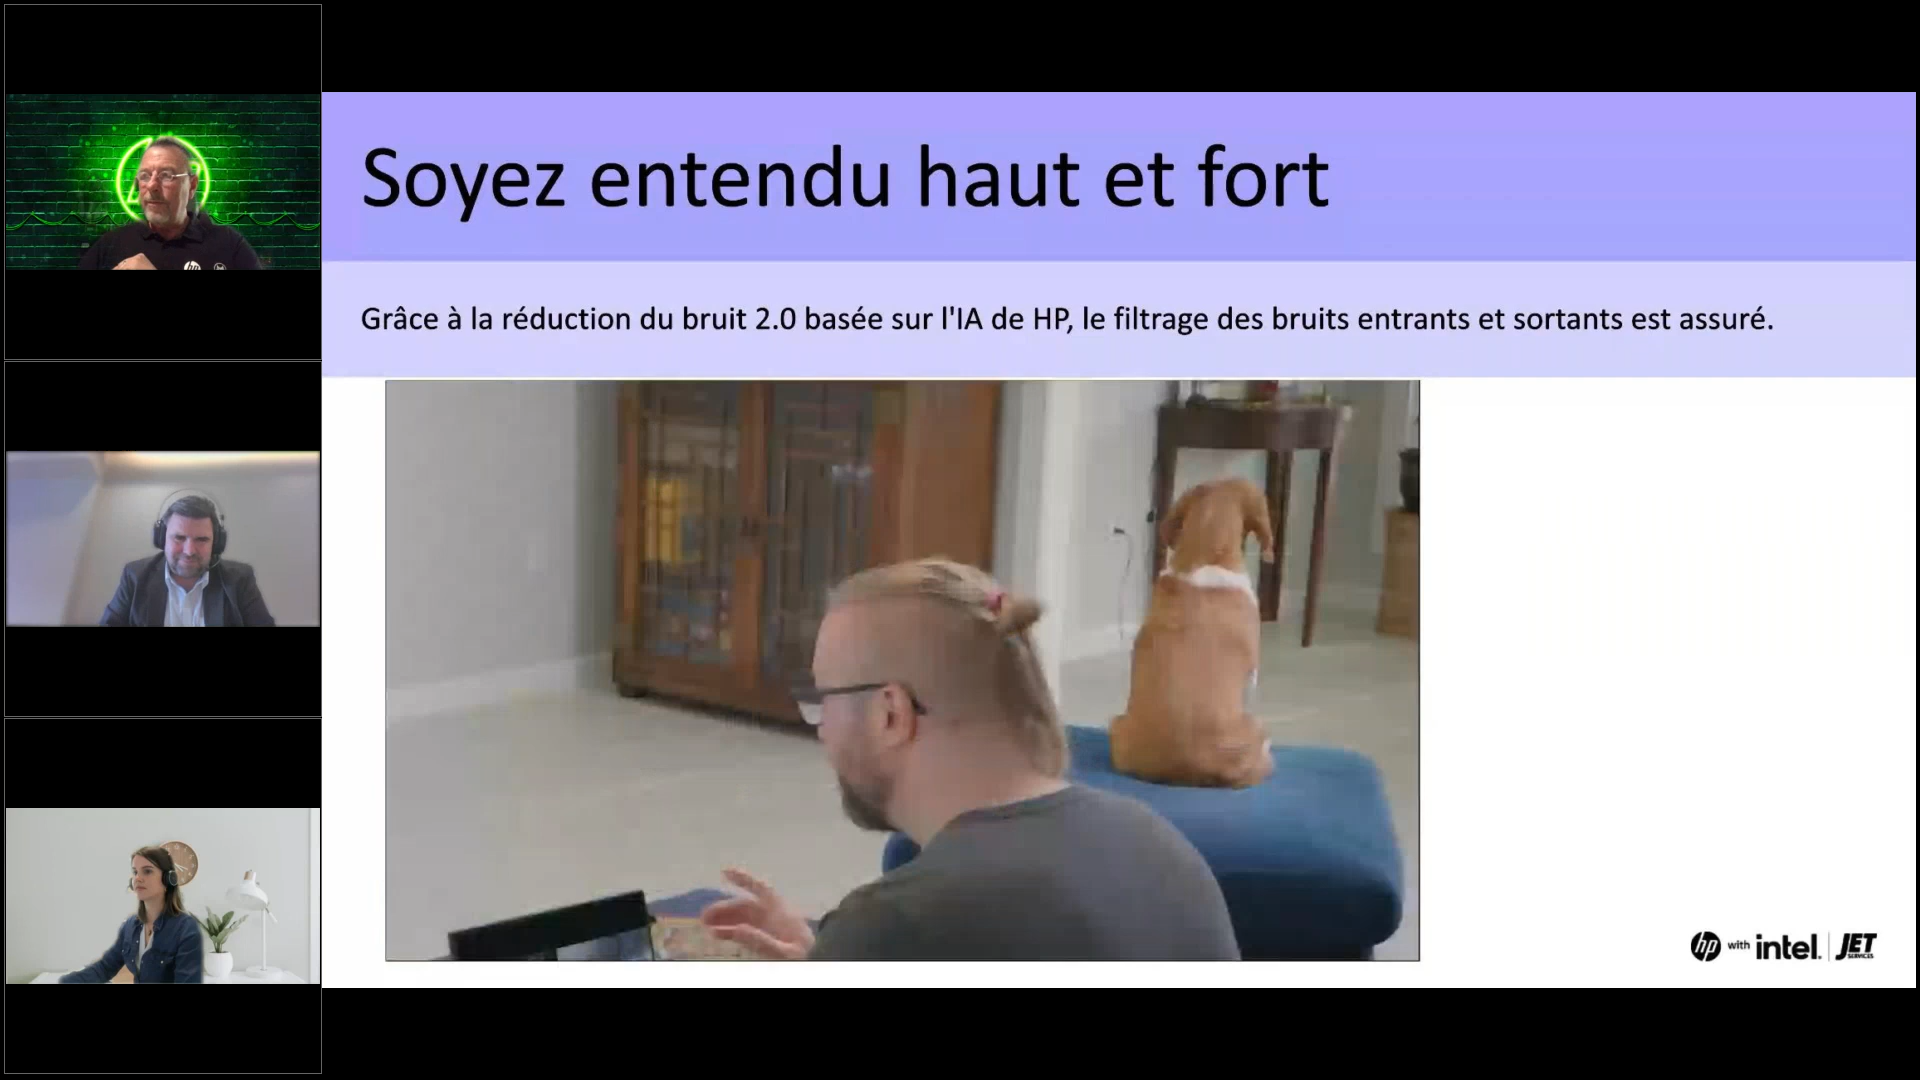 Soyez entendu haut et fort
Grâce à la réduction du bruit 2.0 basée sur l'IA de HP, le filtrage des bruits entrants et sortants est assuré.
hp with intel. | JET
SERVICES